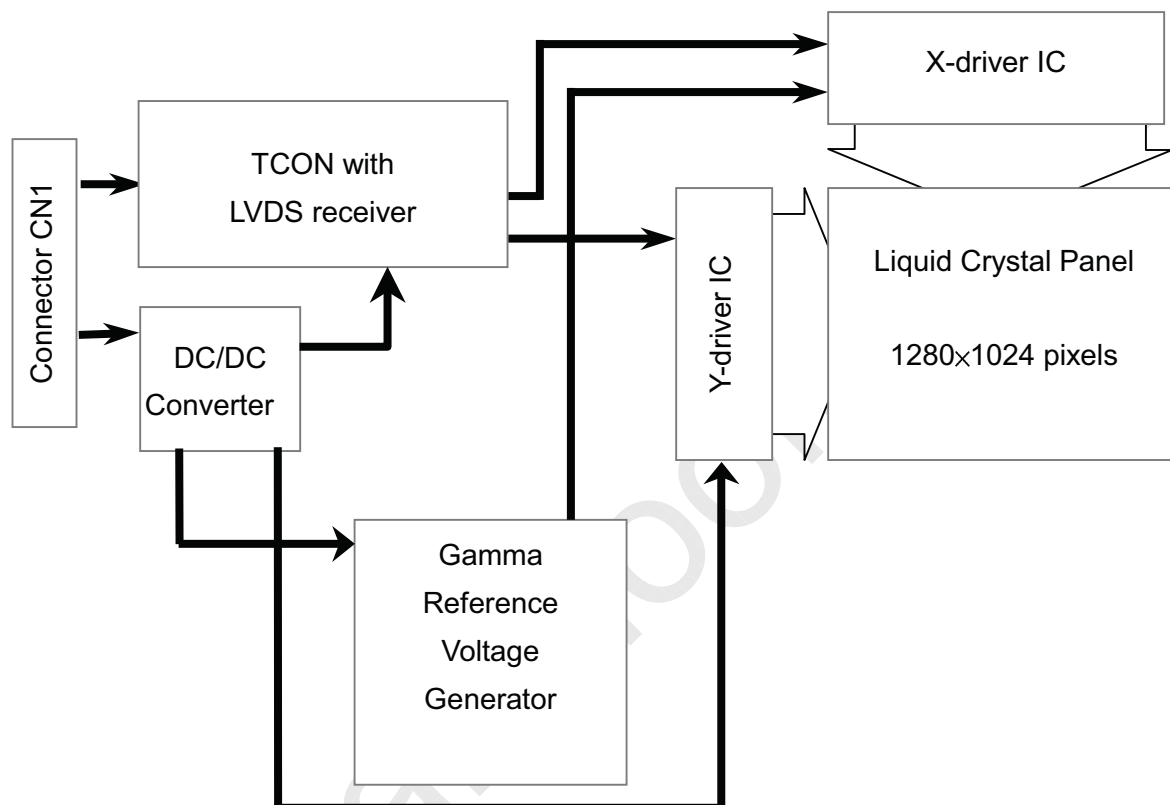 X-driver IC
TCON with
LVDS receiver
Connector CN1
Y-driver IC
Liquid Crystal Panel
1280×1024 pixels
DC/DC
Converter
Gamma
Reference
Voltage
Generator